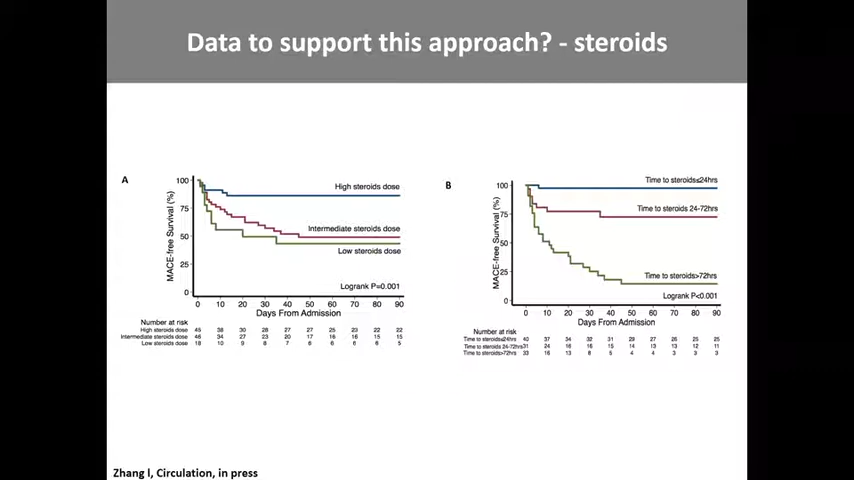 Data to support this approach? - steroids
A
100
75
50
25
0
MACE-free Survival (%)
High steroids dose
Intermediate steroids dose
Low steroids dose
Logrank P=0.001
0 10 20 30 40 50 60 70 80 90
Days From Admission
Number at risk
High steroids dose 45 38 30 28 27 27 25 23 22 22
Intermediate steroids dose 46 34 27 23 20 17 16 16 15 15
Low steroids dose 18 10 9 8 7 6 6 6 6 5
B
100
75
50
25
0
MACE-free Survival (%)
Time to steroids≤24hrs
Time to steroids 24-72hrs
Time to steroids>72hrs
Logrank P<0.001
0 10 20 30 40 50 60 70 80 90
Days From Admission
Number at risk
Time to steroids≤24hrs 40 37 34 32 31 29 27 26 25 25
Time to steroids 24-72hrs31 24 16 16 15 14 13 13 12 11
Time to steroids>72hrs 33 16 13 8 5 4 4 3 3 3
Zhang l, Circulation, in press